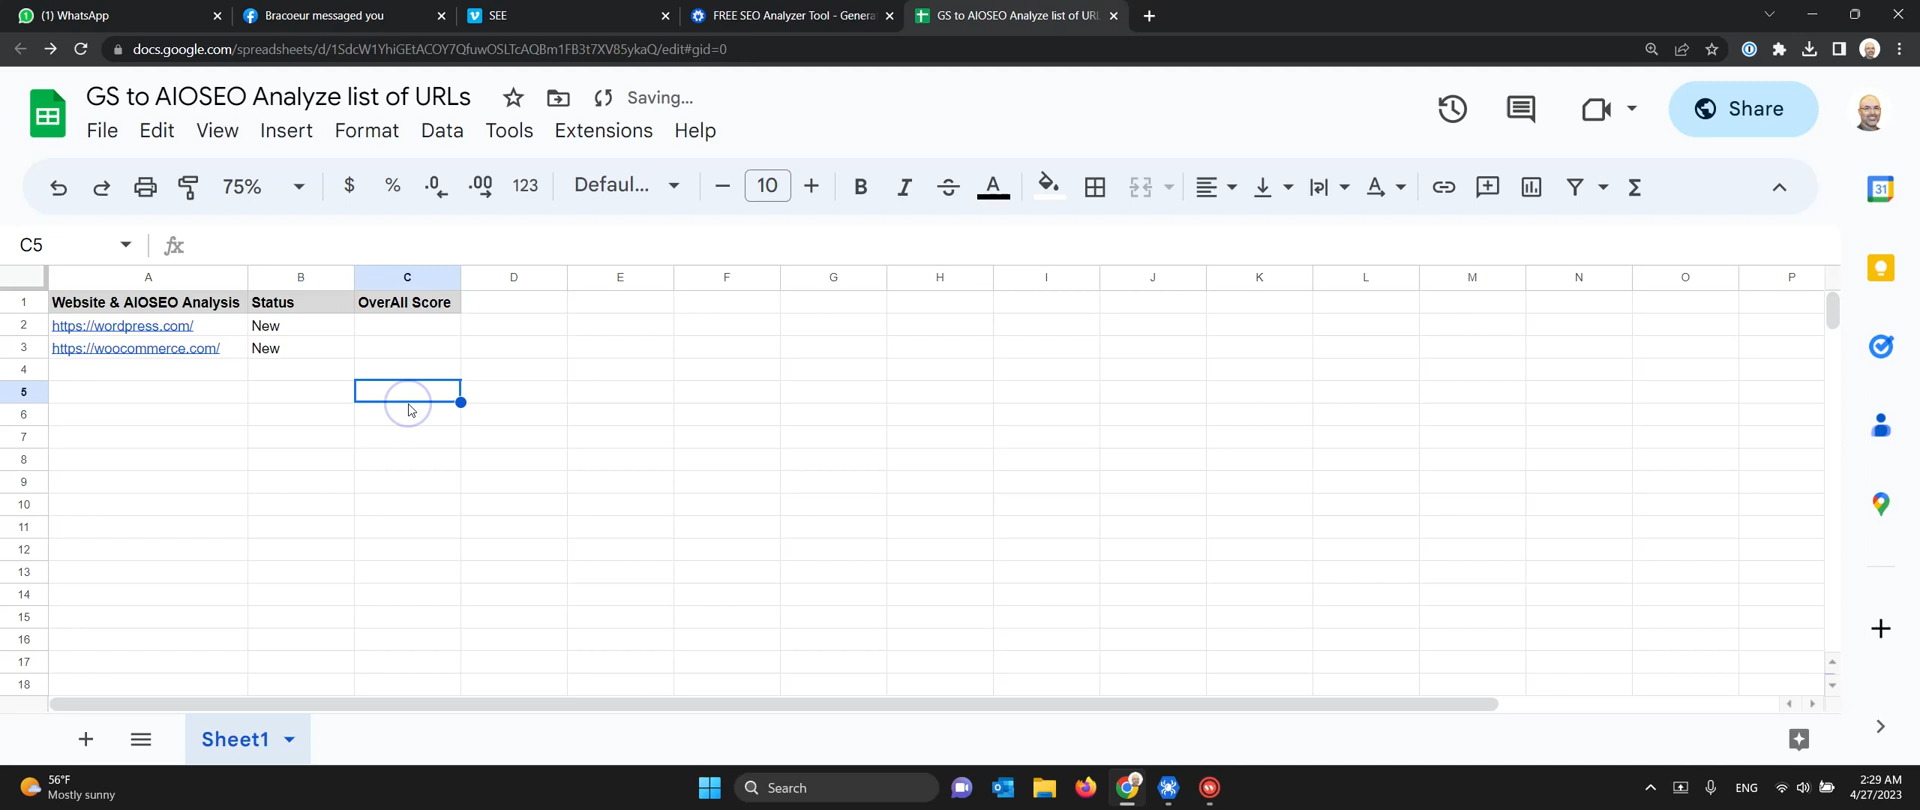 (1) WhatsApp
Bracoeur messaged you
SEE
FREE SEO Analyzer Tool - Genera
GS to AIOSEO Analyze list of URL
docs.google.com/spreadsheets/d/1SdcW1YhiGEtACOY7QfuwOSLTcAQBm1FB3t7XV85ykaQ/edit#gid=0
GS to AIOSEO Analyze list of URLs
Saving...
Share
File Edit View Insert Format Data Tools Extensions Help
75% $ % .0 .00 123 Defaul... 10 B I S A
31
C5 fx
A B C D E F G H I J K L M N O P
1 Website & AIOSEO Analysis Status OverAll Score
2 https://wordpress.com/ New
3 https://woocommerce.com/ New
4
5
6
7
8
9
10
11
12
13
14
15
16
17
18
Sheet1
56°F
Mostly sunny
Search
ENG
2:29 AM
4/27/2023